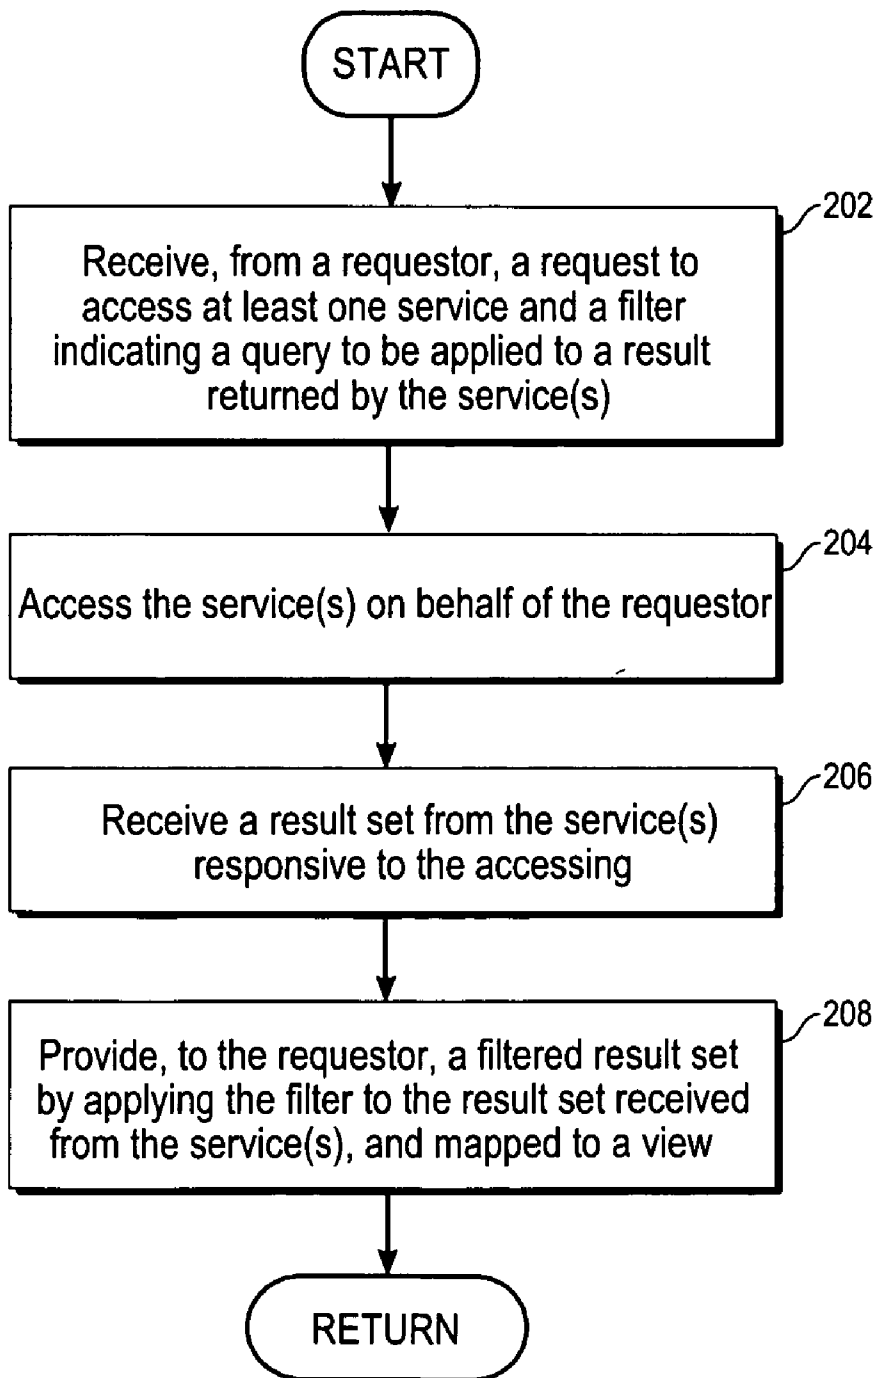 START
202
Receive, from a requestor, a request to
access at least one service and a filter
indicating a query to be applied to a result
returned by the service(s)
204
Access the service(s) on behalf of the requestor
206
Receive a result set from the service(s)
responsive to the accessing
208
Provide, to the requestor, a filtered result set
by applying the filter to the result set received
from the service(s), and mapped to a view
RETURN